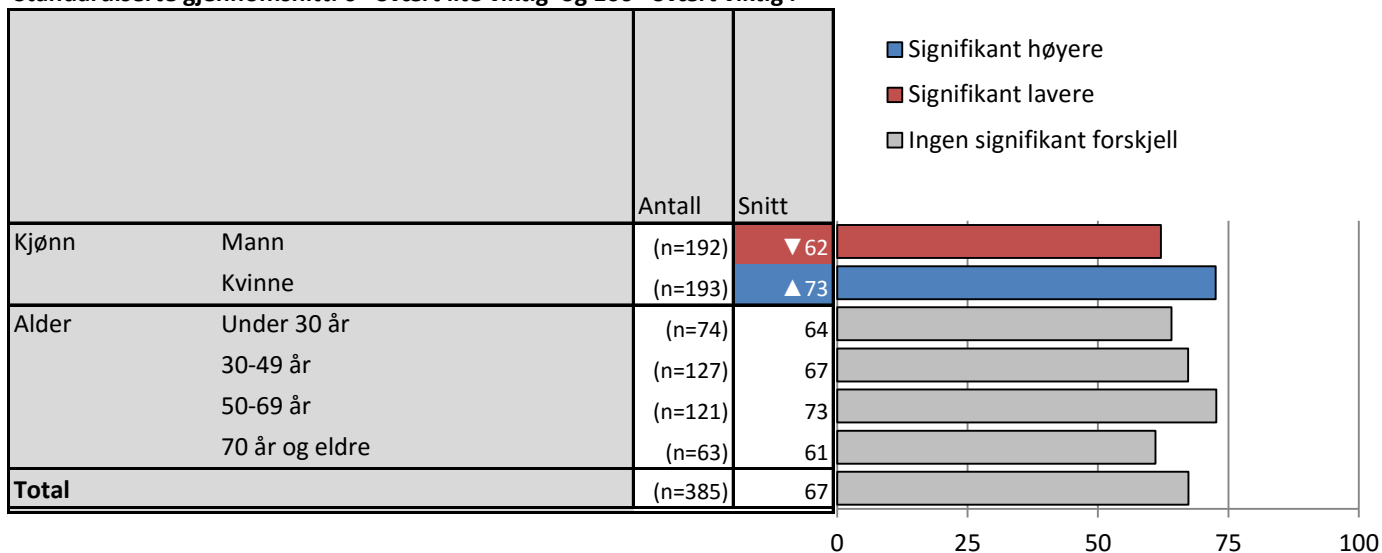 Signifikant høyere
Signifikant lavere
Ingen signifikant forskjell
Antall Snitt
Kjønn Mann (n=192) ▼62
Kvinne (n=193) ▲73
Alder Under 30 år (n=74) 64
30-49 år (n=127) 67
50-69 år (n=121) 73
70 år og eldre (n=63) 61
Total (n=385) 67
0 25 50 75 100